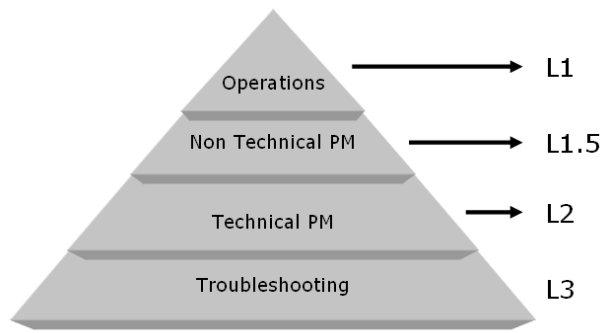 Operations
L1
Non Technical PM
L1.5
Technical PM
L2
Troubleshooting
L3